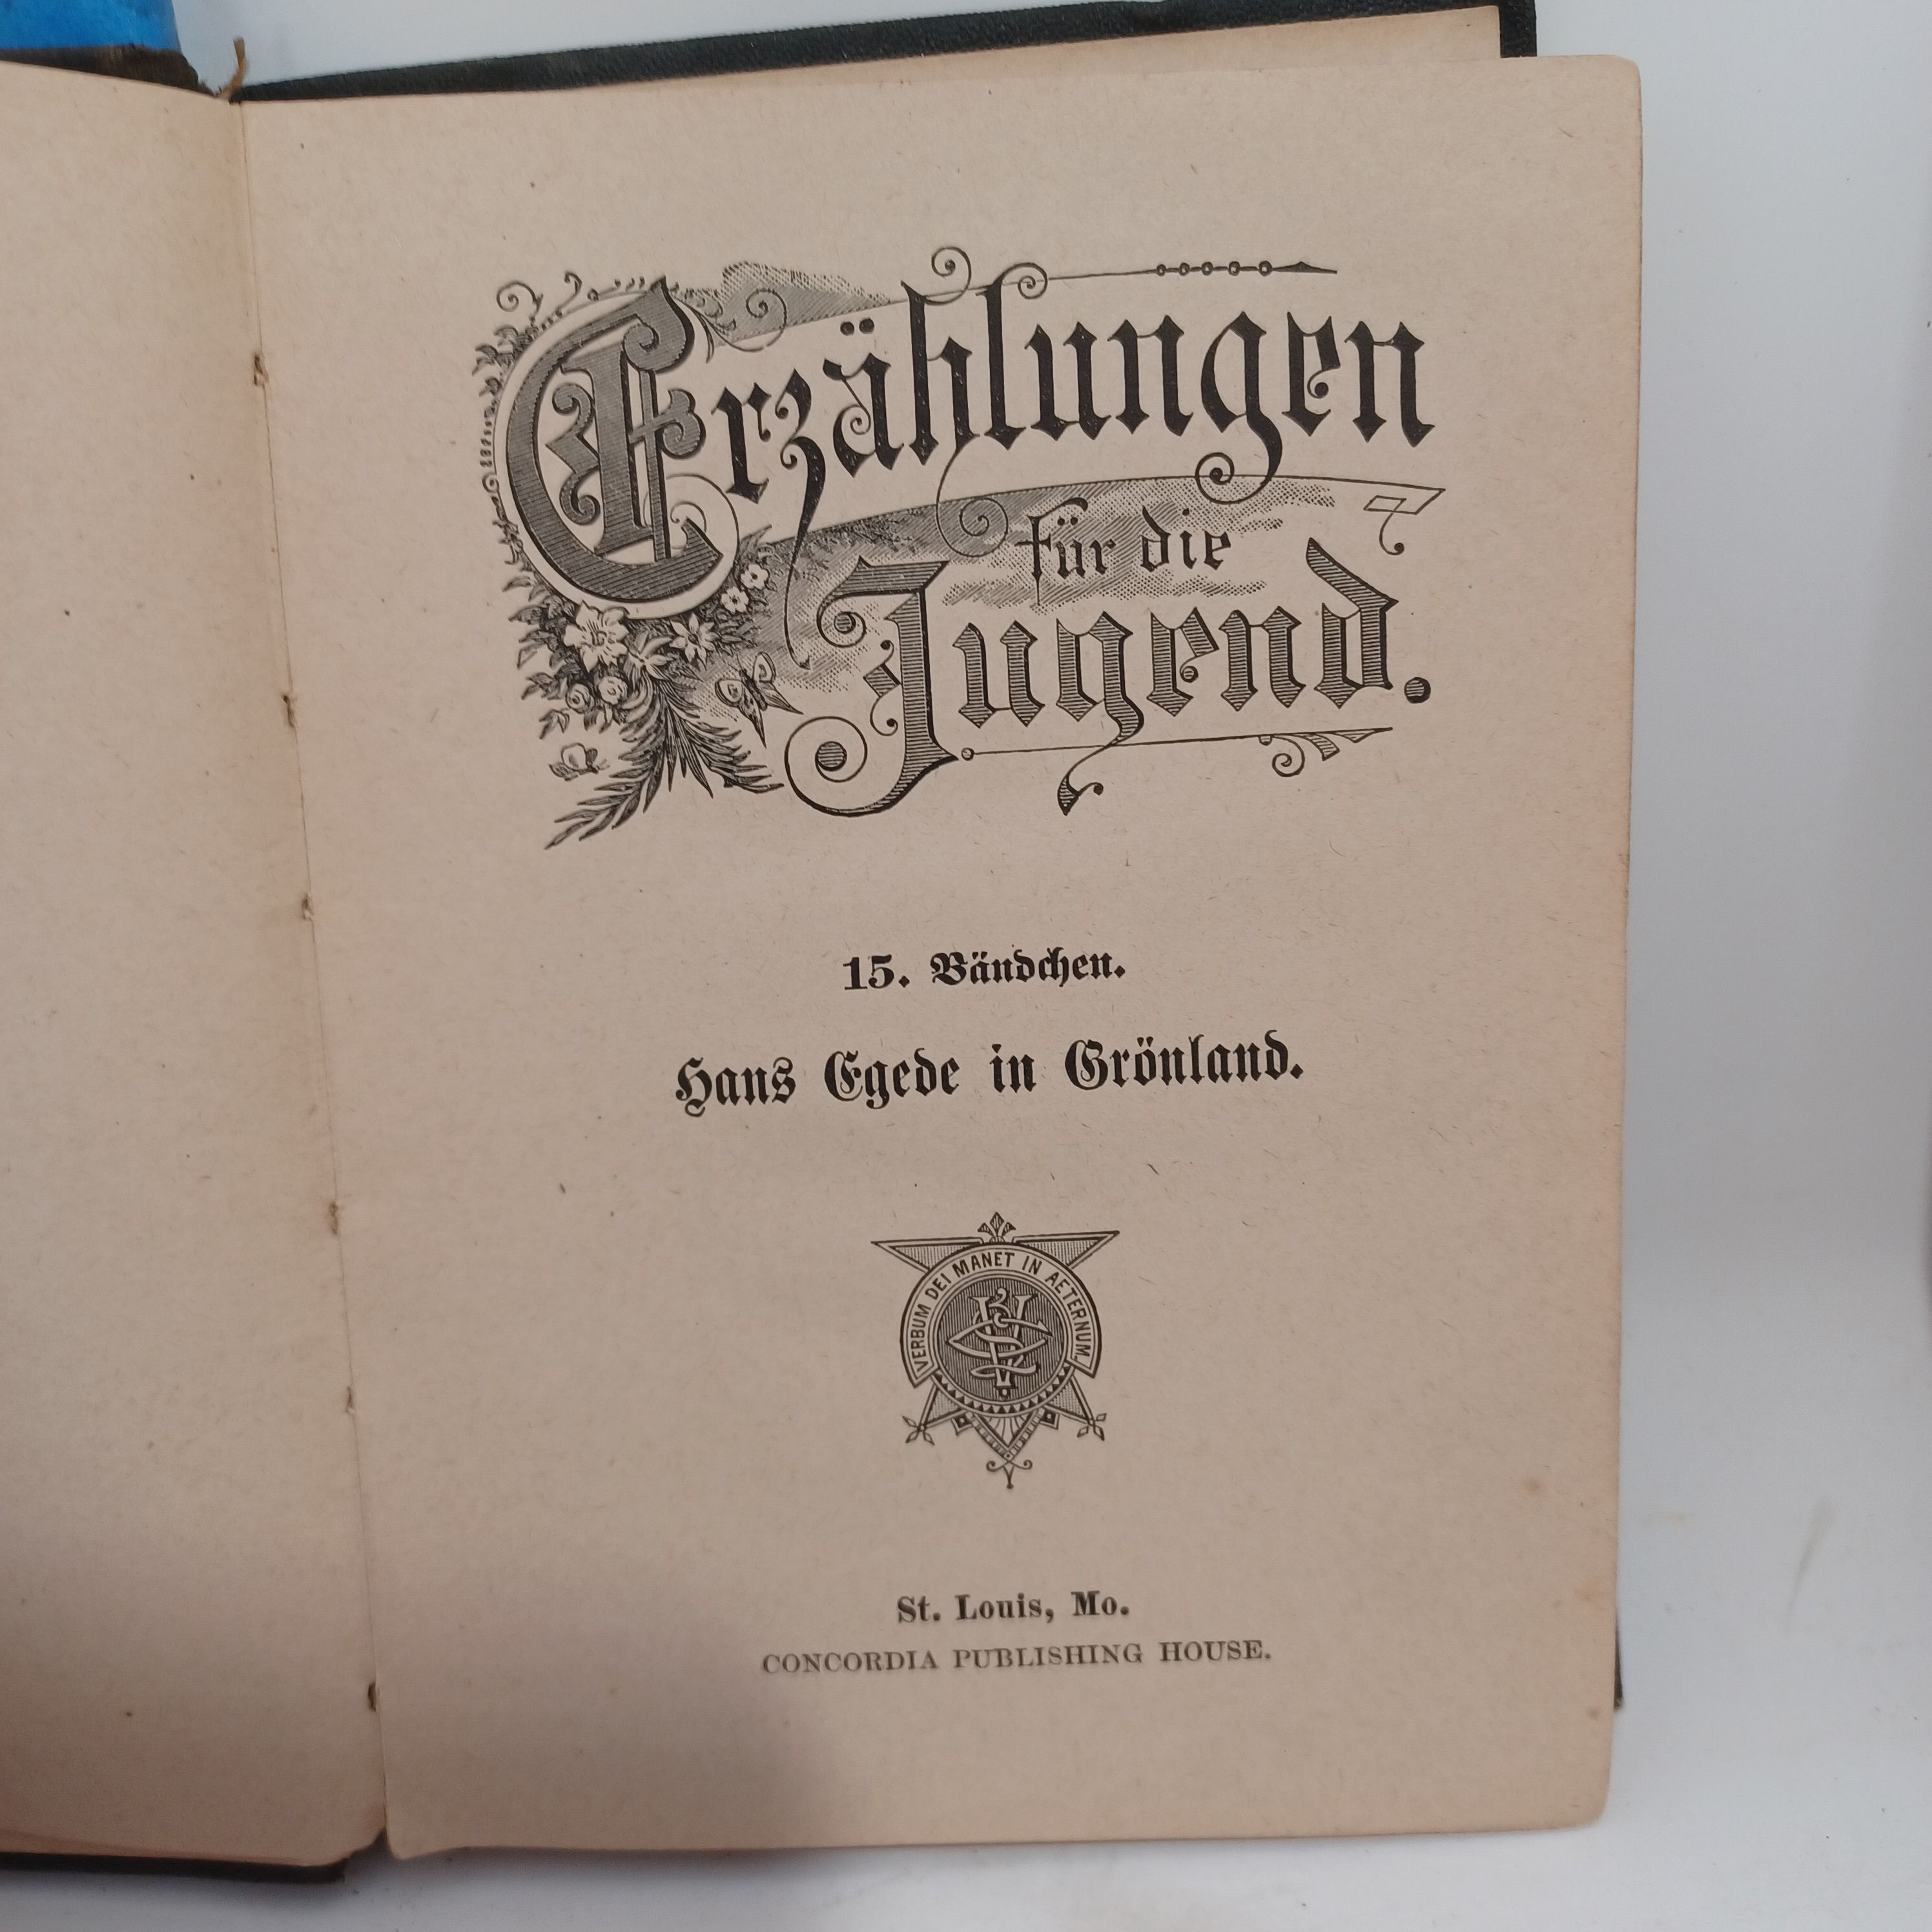 Erzählungen
für die
Jugend.
15. Bändchen.
Hans Egede in Grönland.
VERBUM DEI MANET IN AETERNUM.
St. Louis, Mo.
CONCORDIA PUBLISHING HOUSE.